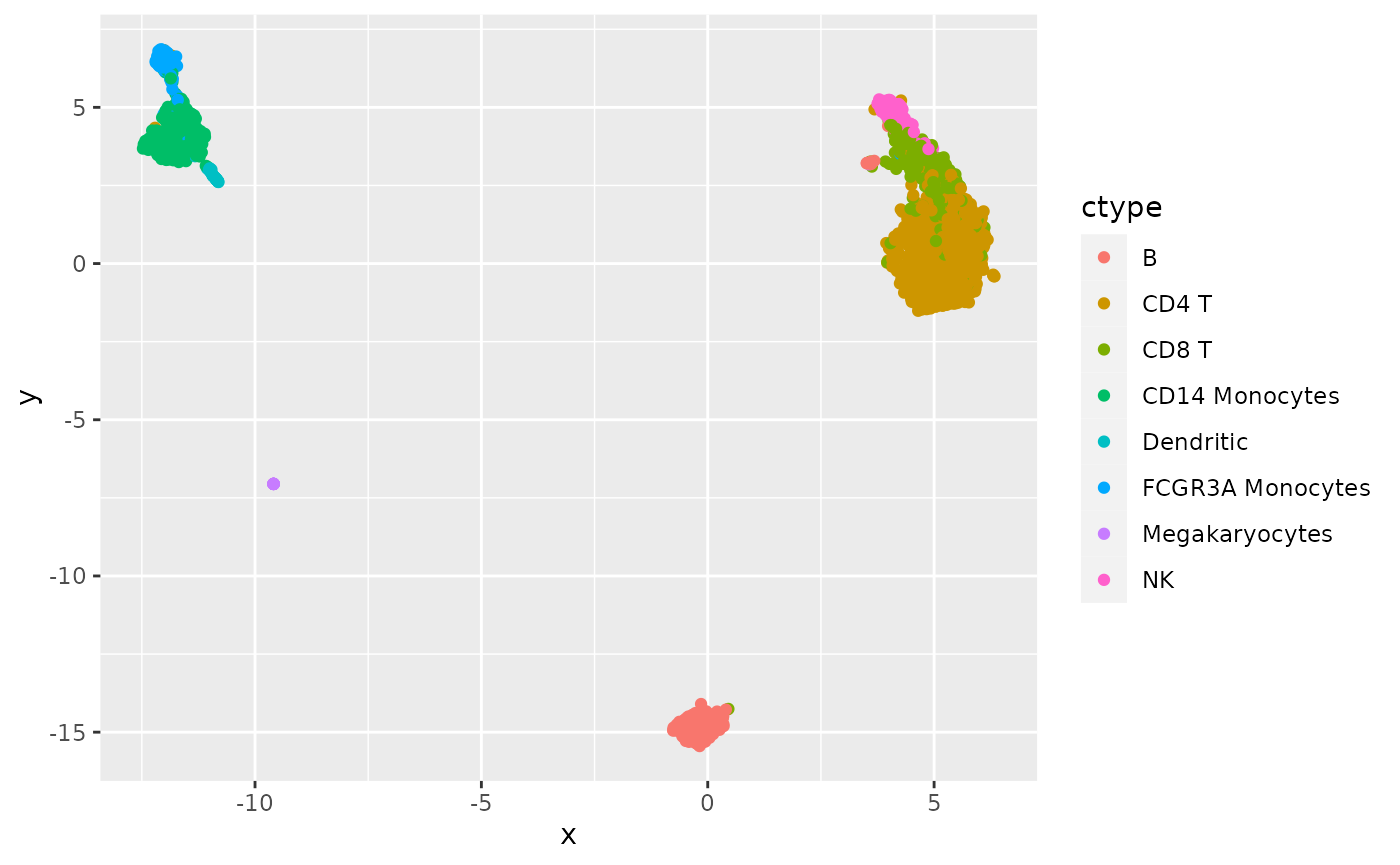 5
0
-5
-10
-15
y
-10
-5
0
5
x
ctype
B
CD4 T
CD8 T
CD14 Monocytes
Dendritic
FCGR3A Monocytes
Megakaryocytes
NK